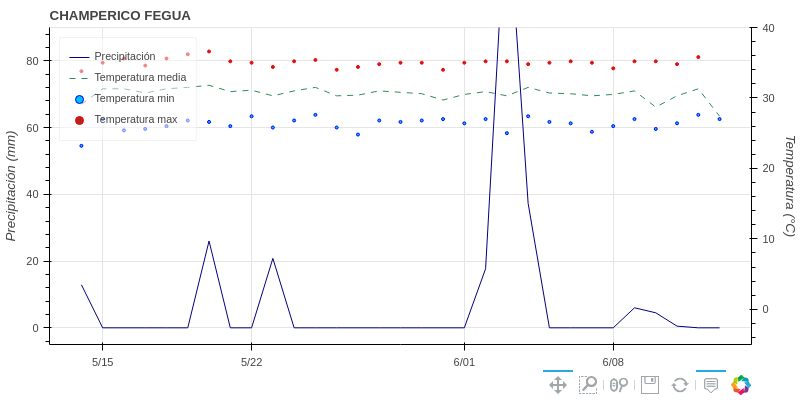 CHAMPERICO FEGUA
Precipitación
Temperatura media
Temperatura min
Temperatura max
Precipitación (mm)
80
60
40
20
0
Temperatura (°C)
40
30
20
10
0
5/15
5/22
6/01
6/08